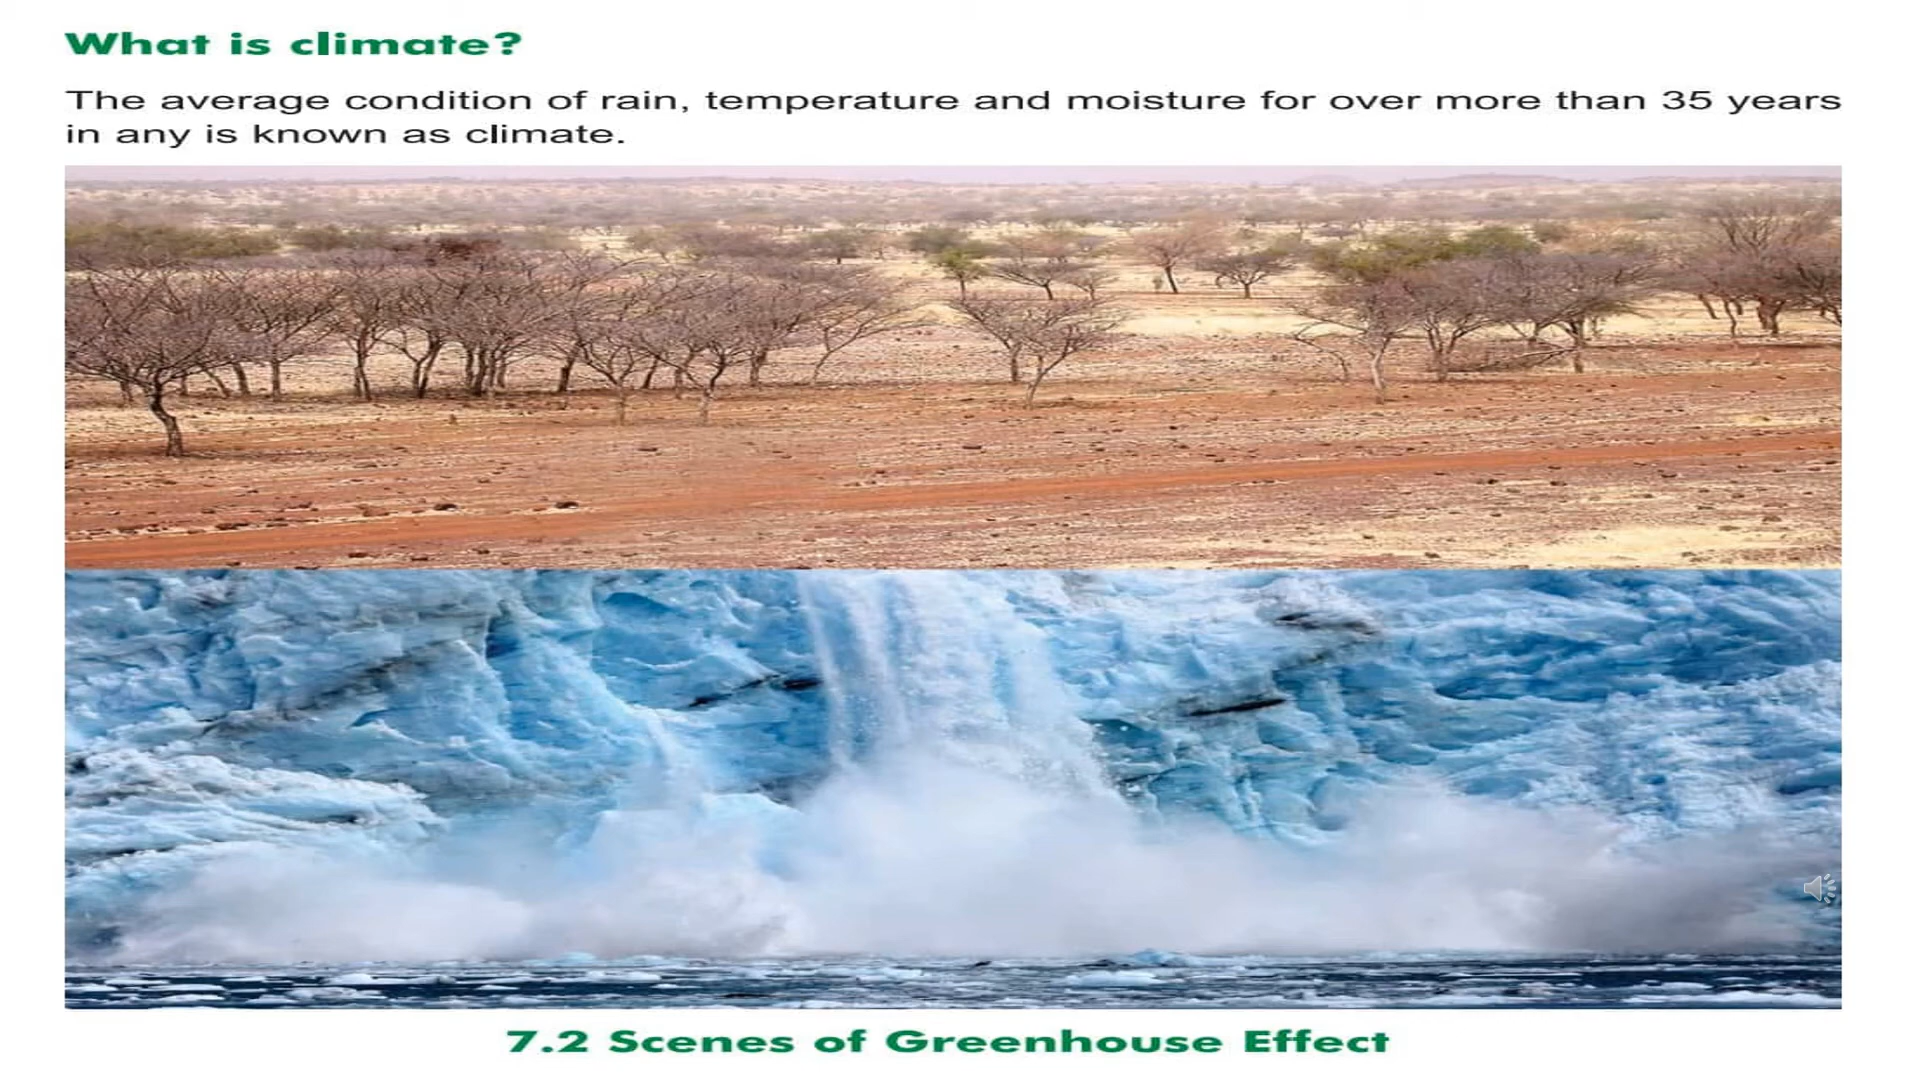 What is climate?
The average condition of rain, temperature and moisture for over more than 35 years
in any is known as climate.
7.2 Scenes of Greenhouse Effect